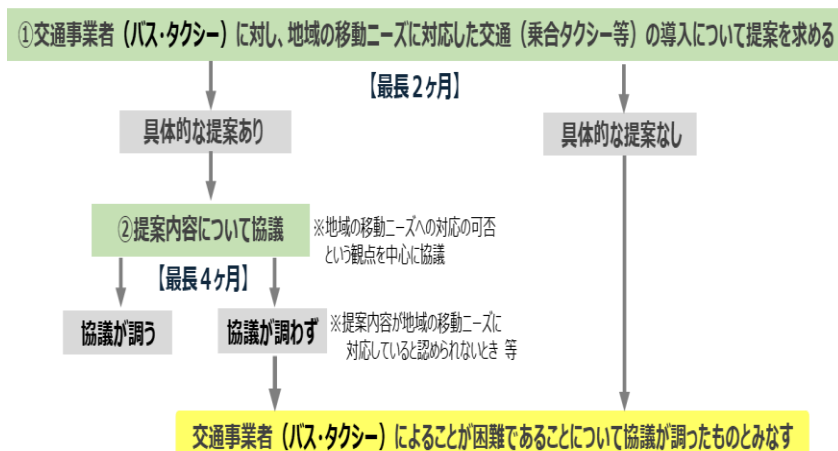 ①交通事業者（バス・タクシー）に対し、地域の移動ニーズに対応した交通（乗合タクシー等）の導入について提案を求める
【最長２ヶ月】
具体的な提案あり
具体的な提案なし
②提案内容について協議
※地域の移動ニーズへの対応の可否
という観点を中心に協議
【最長４ヶ月】
協議が調う
協議が調わず
※提案内容が地域の移動ニーズに
対応していると認められないとき 等
交通事業者（バス・タクシー）によることが困難であることについて協議が調ったものとみなす